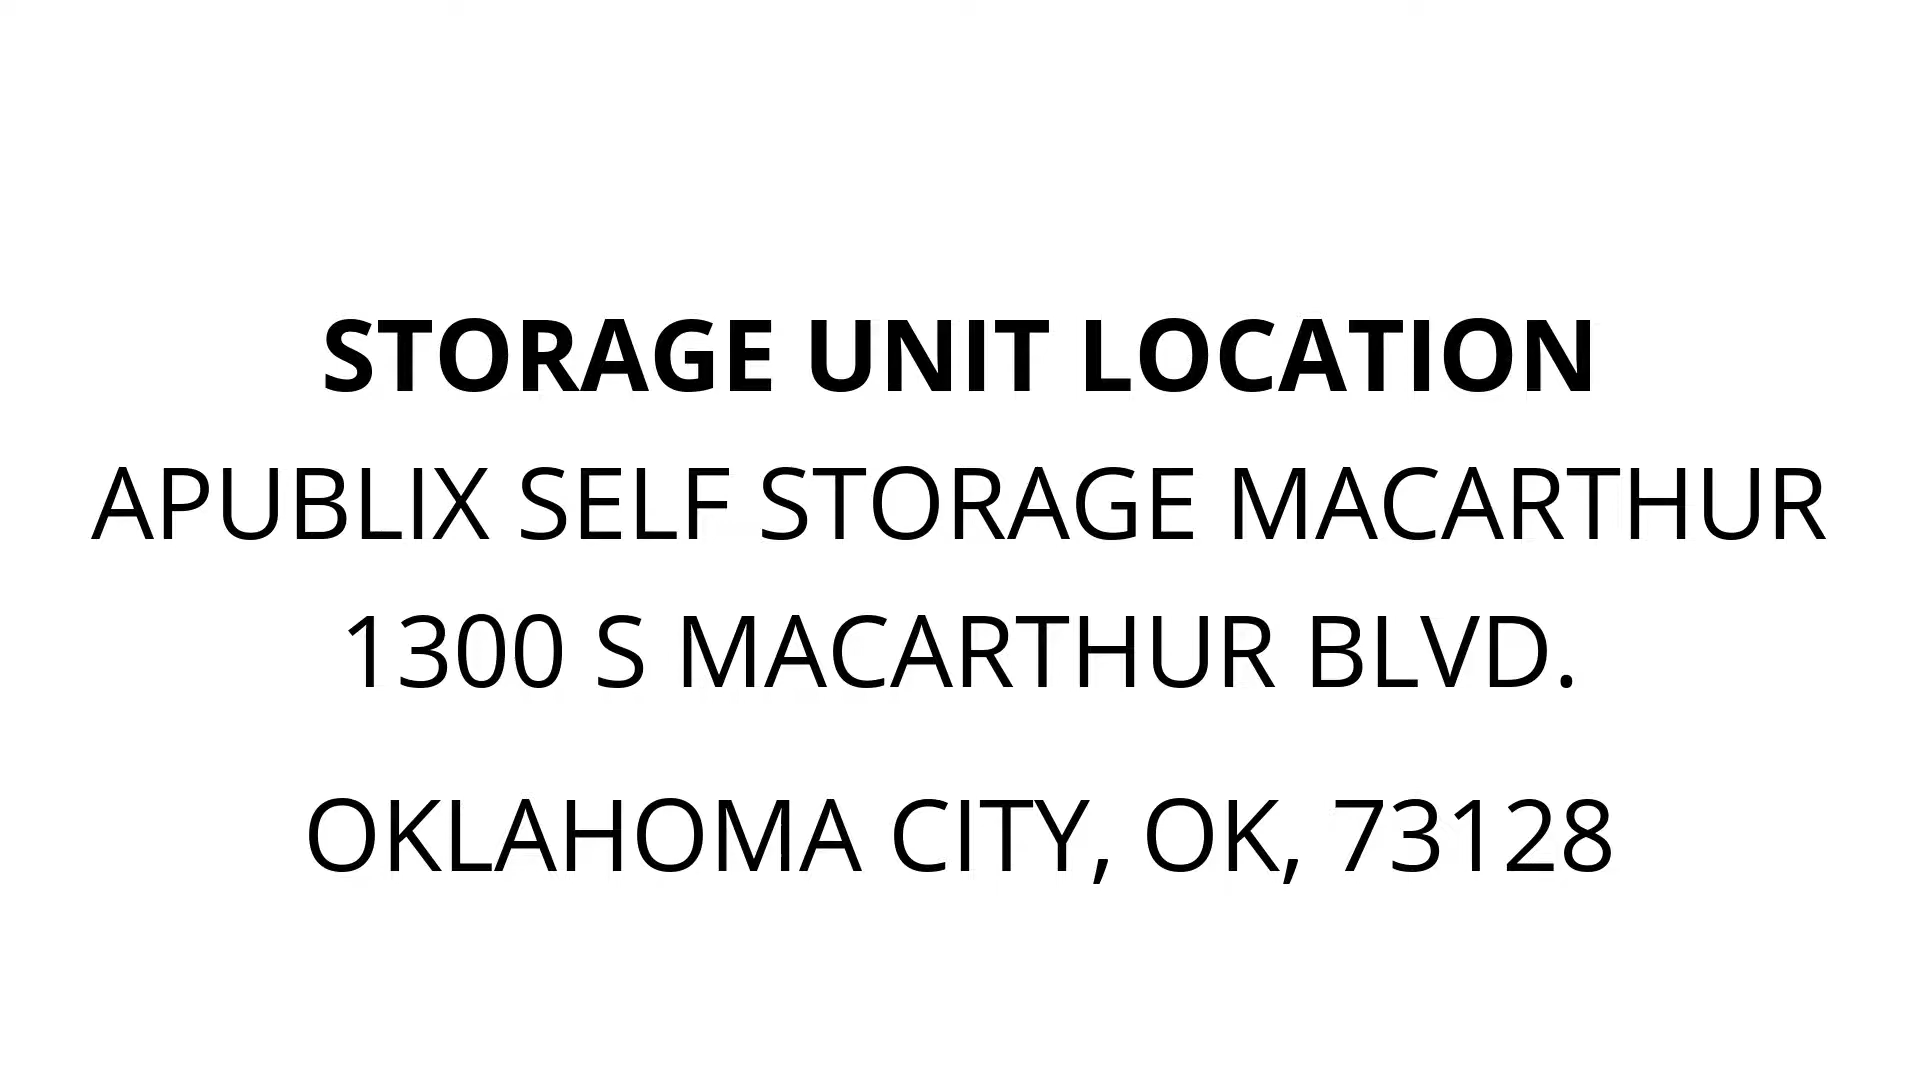 STORAGE UNIT LOCATION
APUBLIX SELF STORAGE MACARTHUR
1300 S MACARTHUR BLVD.
OKLAHOMA CITY, OK, 73128